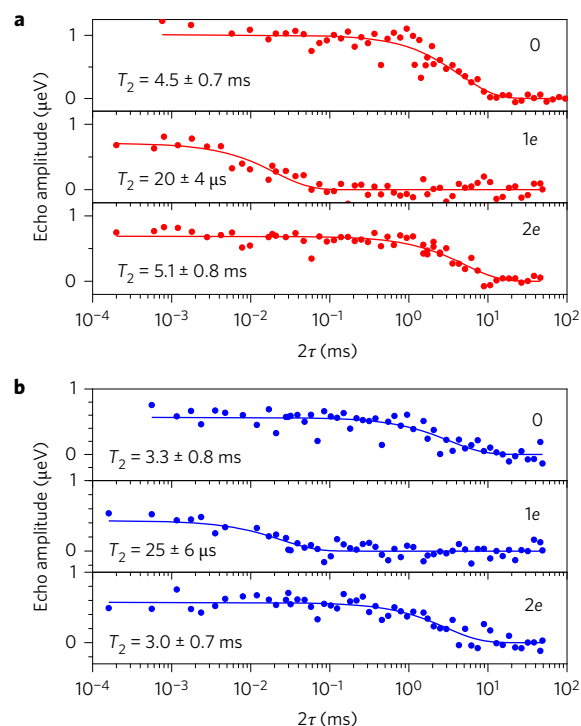 a
Echo amplitude (µeV)
1
0
T₂ = 4.5 ± 0.7 ms
0
1
0
T₂ = 20 ± 4 µs
1e
1
0
T₂ = 5.1 ± 0.8 ms
2e
10⁻⁴ 10⁻³ 10⁻² 10⁻¹ 10⁰ 10¹ 10²
2τ (ms)
b
Echo amplitude (µeV)
1
0
T₂ = 3.3 ± 0.8 ms
0
1
0
T₂ = 25 ± 6 µs
1e
1
0
T₂ = 3.0 ± 0.7 ms
2e
10⁻⁴ 10⁻³ 10⁻² 10⁻¹ 10⁰ 10¹ 10²
2τ (ms)